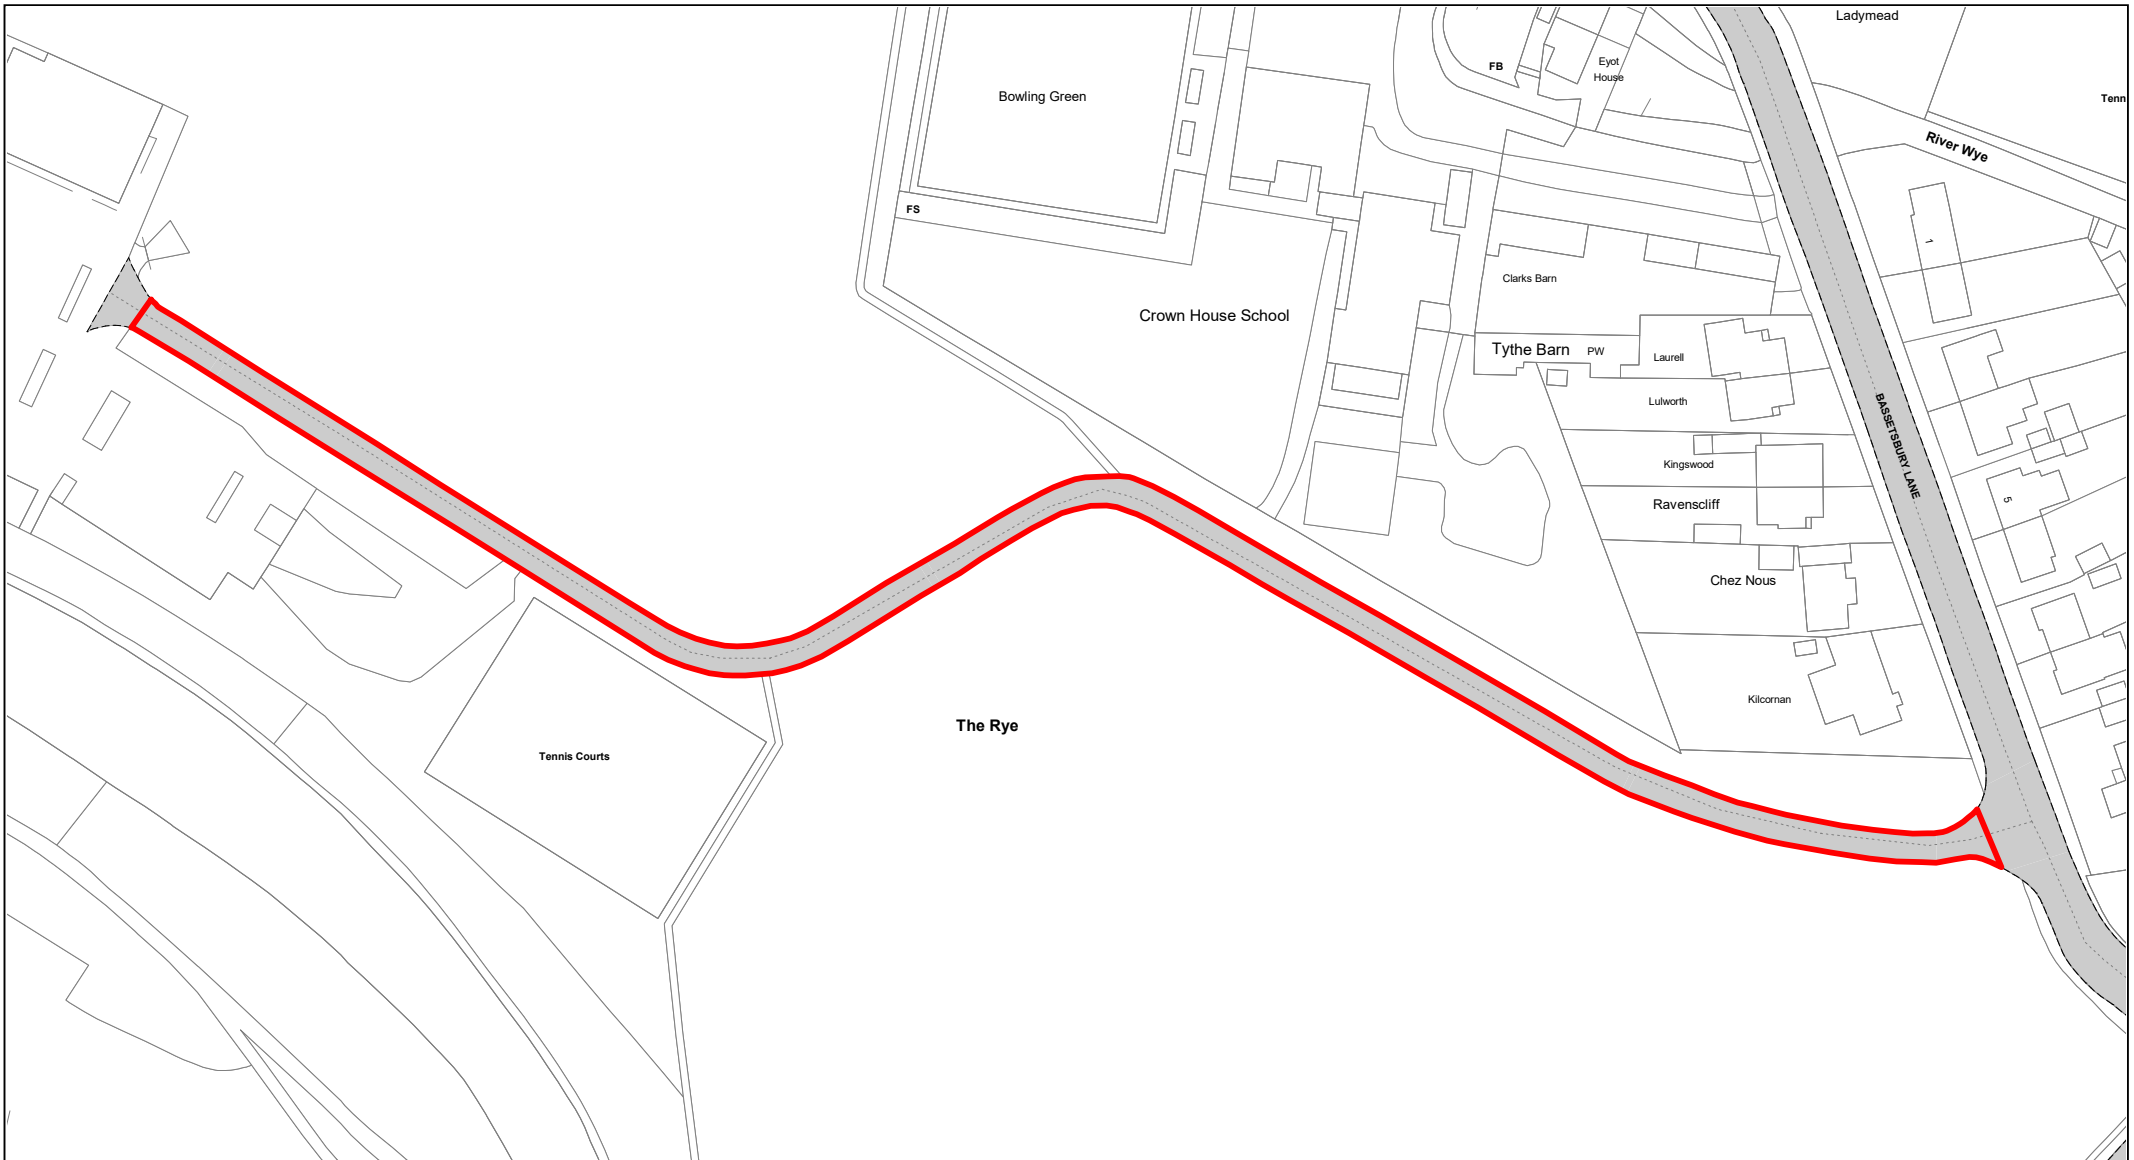 Ladymead
Eyot
House
FB
Bowling Green
Tenn
River Wye
FS
1
Clarks Barn
Crown House School
Tythe Barn
PW
Laurell
Lulworth
BASSETSBURY LANE
Kingswood
Ravenscliff
5
Chez Nous
Kilcornan
The Rye
Tennis Courts